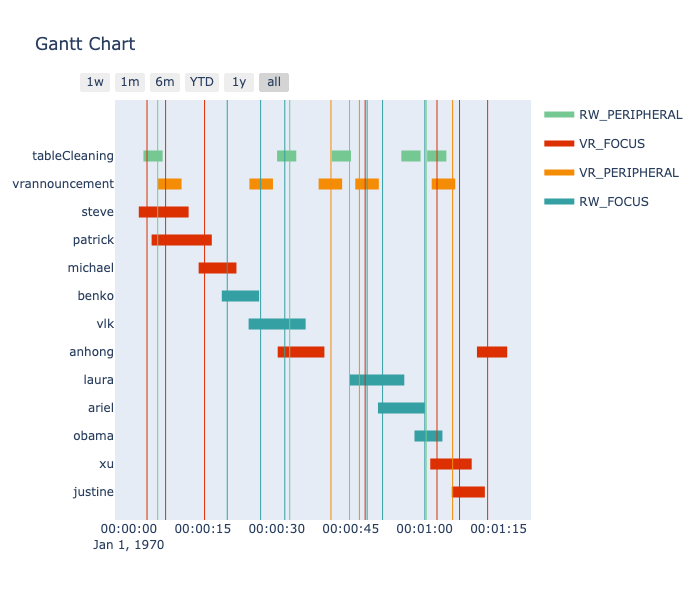 Gantt Chart
1w 1m 6m YTD 1y all
RW_PERIPHERAL
VR_FOCUS
VR_PERIPHERAL
RW_FOCUS
tableCleaning
vrannouncement
steve
patrick
michael
benko
vlk
anhong
laura
ariel
obama
xu
justine
00:00:00 00:00:15 00:00:30 00:00:45 00:01:00 00:01:15
Jan 1, 1970